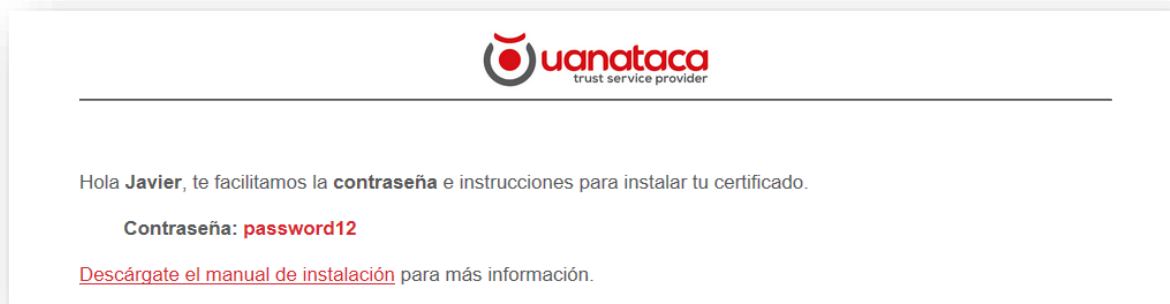 uanataca
trust service provider
Hola Javier, te facilitamos la contraseña e instrucciones para instalar tu certificado.
Contraseña: password12
Descárgate el manual de instalación para más información.